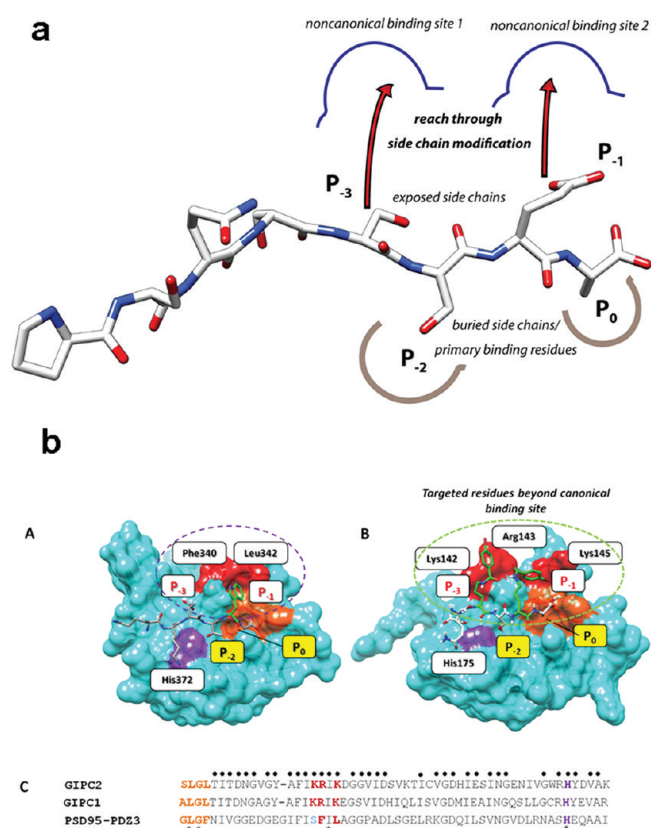 a
noncanonical binding site 1
noncanonical binding site 2
reach through
side chain modification
P-1
P-3
exposed side chains
P0
buried side chains/
primary binding residues
P-2
b
Targeted residues beyond canonical
binding site
A
B
Arg143
Phe340
Leu342
Lys142
Lys145
P-3
P-1
P-3
P-1
P-2
P0
P-2
P0
His372
His175
C
GIPC2 SLGLTITDNGVGY-AFIKRIKDGGVIDSVKTICVGDHIESINGENIVGWRHYDVAK
GIPC1 ALGLTITDNGAGYAFIKRIKEGSVIDHIQLISVGDMIEAINGQSLLGCRHYEVAR
PSD95-PDZ3 GLGFNIVGGEDGEGIFISFILAGGPADLSGELRKGDQILSVNGVDLRNASHEQAAI